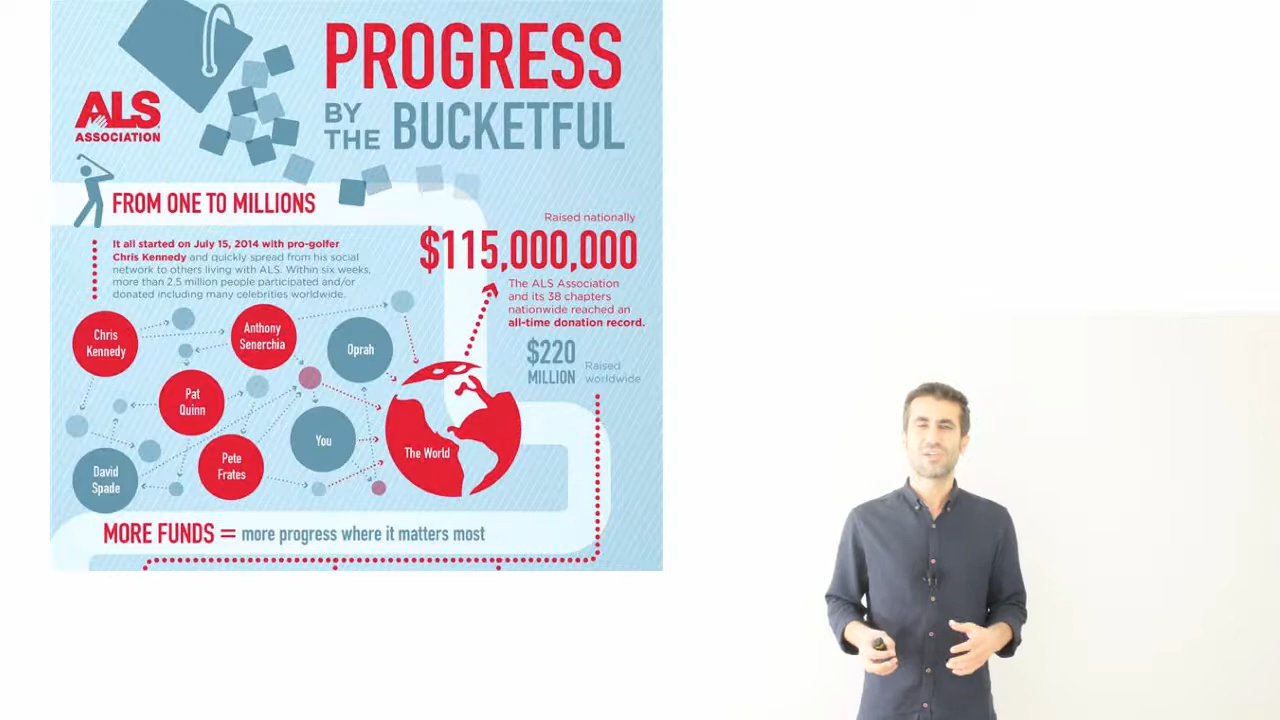 PROGRESS
BY THE BUCKETFUL
ALS
ASSOCIATION
FROM ONE TO MILLIONS
It all started on July 15, 2014 with pro-golfer
Chris Kennedy and quickly spread from his social
network to others living with ALS. Within six weeks,
more than 2.5 million people participated and/or
donated including many celebrities worldwide.
Raised nationally
$115,000,000
The ALS Association
and its 38 chapters
nationwide reached an
all-time donation record.
$220
MILLION
Raised
worldwide
Chris
Kennedy
Anthony
Senerchia
Oprah
Pat
Quinn
You
The World
Pete
Frates
David
Spade
MORE FUNDS = more progress where it matters most